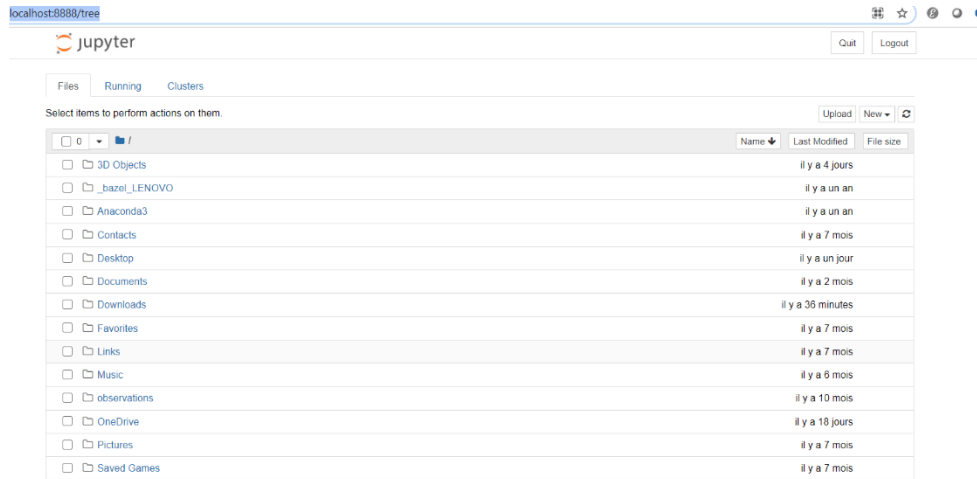 localhost:8888/tree
jupyter Quit Logout
Files Running Clusters
Select items to perform actions on them. Upload New
0 / Name Last Modified File size
3D Objects il y a 4 jours
_bazel_LENOVO il y a un an
Anaconda3 il y a un an
Contacts il y a 7 mois
Desktop il y a un jour
Documents il y a 2 mois
Downloads il y a 36 minutes
Favorites il y a 7 mois
Links il y a 7 mois
Music il y a 6 mois
observations il y a 10 mois
OneDrive il y a 18 jours
Pictures il y a 7 mois
Saved Games il y a 7 mois